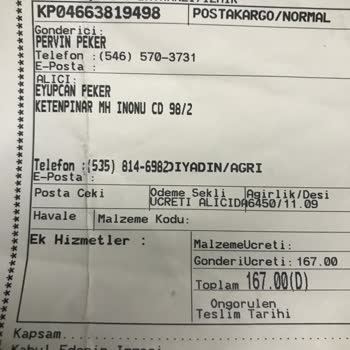 KP04663819498 POSTAKARGO/NORMAL
Gonderici:
PERVIN PEKER
Telefon :(546) 570-3731
E-Posta :
ALICI:
EYUPCAN PEKER
KETENPINAR MH INONU CD 98/2
Telefon :(535) 814-6982DIYADIN/AGRI
E-Posta :
Posta Ceki Odeme Sekli Agirlik/Desi
UCRETI ALICIDA 6450/11.09
Havale Malzeme Kodu:
Ek Hizmetler : MalzemeUcreti:
GonderiUcreti: 167.00
Toplam 167.00(D)
Ongorulen
Teslim Tarihi
Kapsam